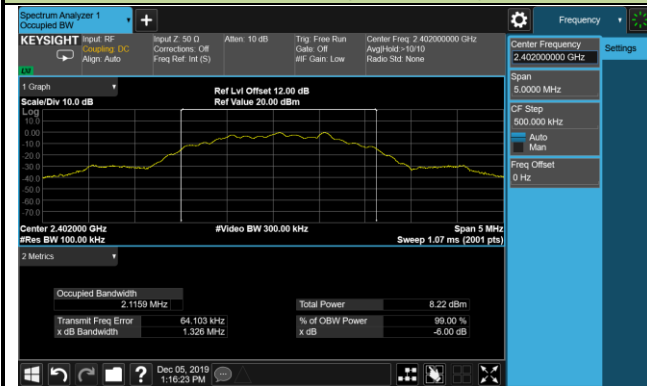 Spectrum Analyzer 1
Occupied BW
+
Frequency
KEYSIGHT
Input: RF
Coupling: DC
Align: Auto
Input Z: 50 Ω
Corrections: Off
Freq Ref: Int (S)
Atten: 10 dB
Trig: Free Run
Gate: Off
#IF Gain: Low
Center Freq: 2.402000000 GHz
Avg|Hold:>10/10
Radio Std: None
LXI
Center Frequency
2.402000000 GHz
Settings
Span
5.0000 MHz
CF Step
500.000 kHz
Auto
Man
Freq Offset
0 Hz
1 Graph
Scale/Div 10.0 dB
Ref Lvl Offset 12.00 dB
Ref Value 20.00 dBm
Log
10.0
0.00
-10.0
-20.0
-30.0
-40.0
-50.0
-60.0
-70.0
Center 2.402000 GHz
#Res BW 100.00 kHz
#Video BW 300.00 kHz
Span 5 MHz
Sweep 1.07 ms (2001 pts)
2 Metrics
Occupied Bandwidth
2.1159 MHz
Total Power 8.22 dBm
Transmit Freq Error 64.103 kHz
% of OBW Power 99.00 %
x dB Bandwidth 1.326 MHz
x dB -6.00 dB
?
Dec 05, 2019
1:16:23 PM